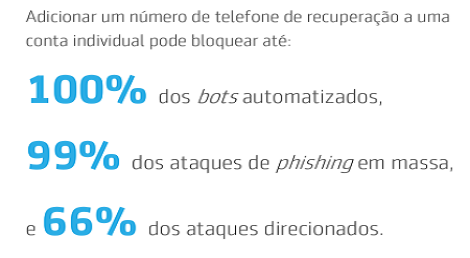 Adicionar um número de telefone de recuperação a uma
conta individual pode bloquear até:
100% dos bots automatizados,
99% dos ataques de phishing em massa,
e 66% dos ataques direcionados.